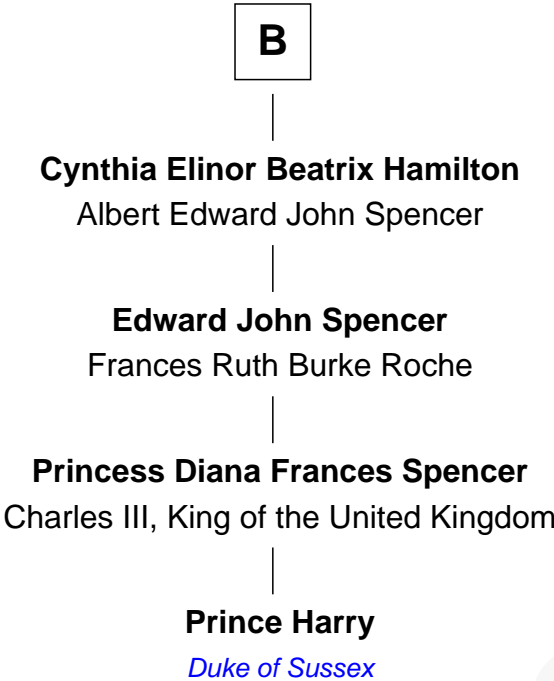 B
Cynthia Elinor Beatrix Hamilton
Albert Edward John Spencer
Edward John Spencer
Frances Ruth Burke Roche
Princess Diana Frances Spencer
Charles III, King of the United Kingdom
Prince Harry
Duke of Sussex